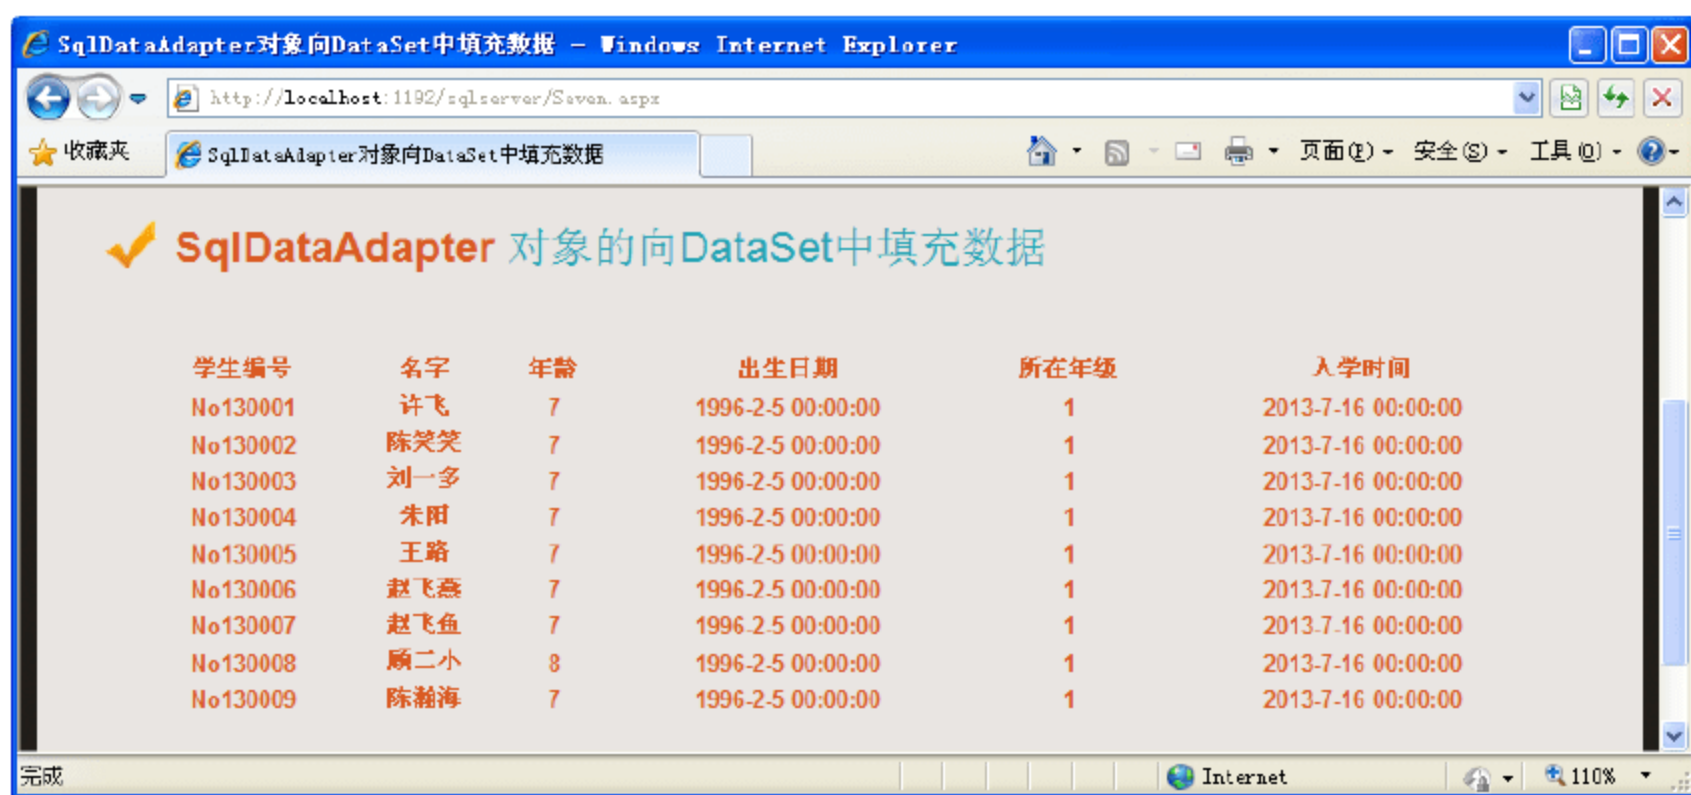 SqlDataAdapter对象向DataSet中填充数据 - Windows Internet Explorer
http://localhost:1192/sqlserver/Seven.aspx
收藏夹 SqlDataAdapter对象向DataSet中填充数据 页面(P) 安全(S) 工具(O)
SqlDataAdapter 对象的向DataSet中填充数据
学生编号 名字 年龄 出生日期 所在年级 入学时间
No130001 许飞 7 1996-2-5 00:00:00 1 2013-7-16 00:00:00
No130002 陈笑笑 7 1996-2-5 00:00:00 1 2013-7-16 00:00:00
No130003 刘一多 7 1996-2-5 00:00:00 1 2013-7-16 00:00:00
No130004 朱阳 7 1996-2-5 00:00:00 1 2013-7-16 00:00:00
No130005 王路 7 1996-2-5 00:00:00 1 2013-7-16 00:00:00
No130006 赵飞燕 7 1996-2-5 00:00:00 1 2013-7-16 00:00:00
No130007 赵飞鱼 7 1996-2-5 00:00:00 1 2013-7-16 00:00:00
No130008 顾二小 8 1996-2-5 00:00:00 1 2013-7-16 00:00:00
No130009 陈瀚海 7 1996-2-5 00:00:00 1 2013-7-16 00:00:00
完成 Internet 110%